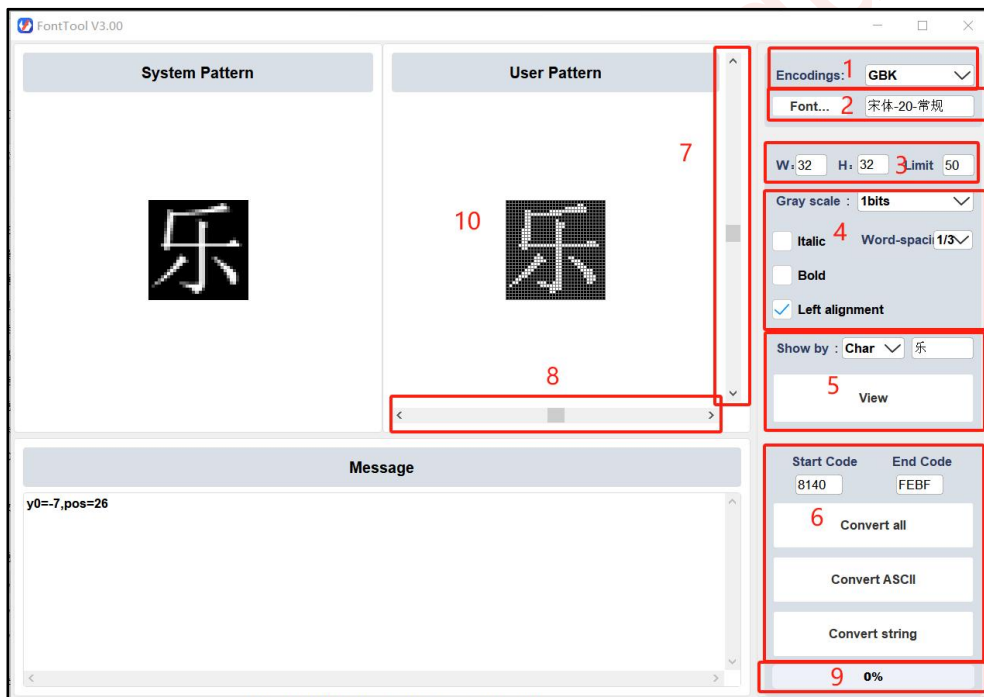 FontTool V3.00
System Pattern
User Pattern
乐
乐
10
7
8
Message
y0=-7,pos=26
Encodings: 1 GBK
Font... 2 宋体-20-常规
W: 32 H: 32 3 Limit 50
Gray scale : 1bits
Italic 4 Word-spaci 1/3
Bold
Left alignment
Show by : Char 乐
5 View
Start Code End Code
8140 FEBF
6 Convert all
Convert ASCII
Convert string
9 0%